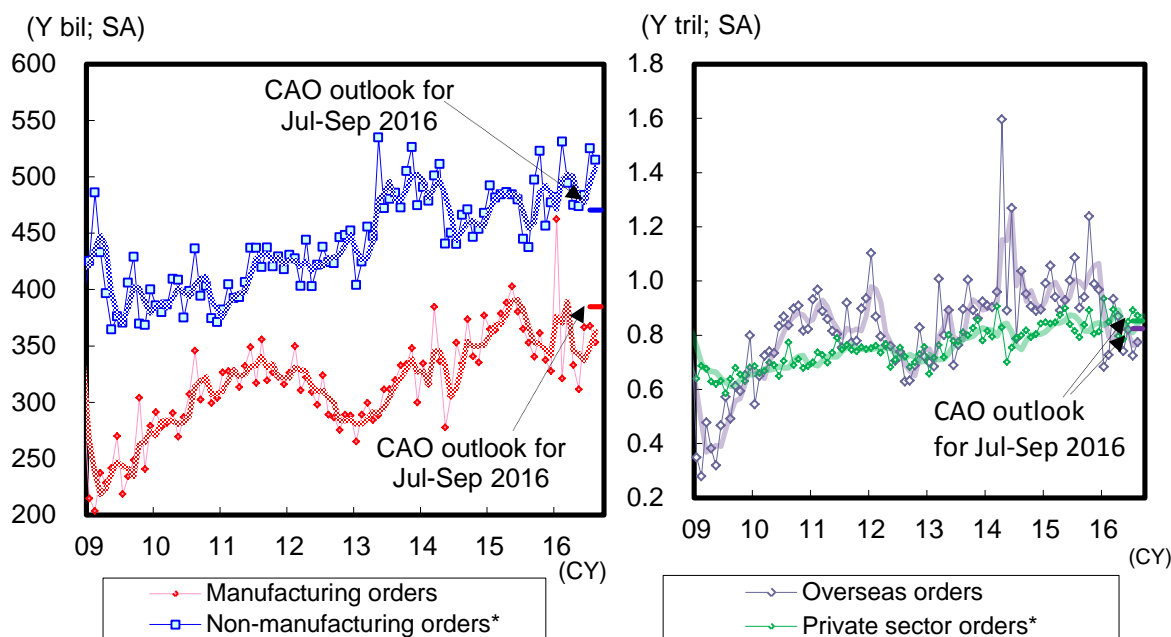 (Y bil; SA)
600
550
500
450
400
350
300
250
200
CAO outlook for
Jul-Sep 2016
CAO outlook for
Jul-Sep 2016
09 10 11 12 13 14 15 16
(CY)
Manufacturing orders
Non-manufacturing orders*
(Y tril; SA)
1.8
1.6
1.4
1.2
1.0
0.8
0.6
0.4
0.2
CAO outlook
for Jul-Sep 2016
09 10 11 12 13 14 15 16
(CY)
Overseas orders
Private sector orders*